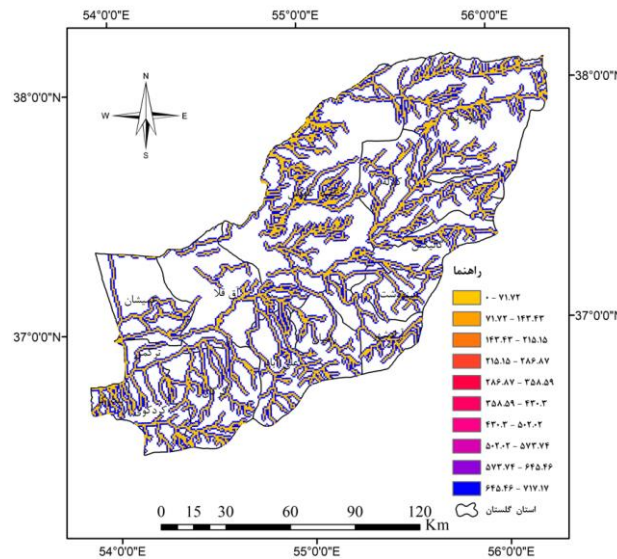 54°0'0"E 55°0'0"E 56°0'0"E
38°0'0"N 38°0'0"N
N
W E
S
راهنما
۰ - ۷۱.۷۲
۷۱.۷۲ - ۱۴۳.۴۳
۱۴۳.۴۳ - ۲۱۵.۱۵
۲۱۵.۱۵ - ۲۸۶.۸۷
۲۸۶.۸۷ - ۳۵۸.۵۹
۳۵۸.۵۹ - ۴۳۰.۳
۴۳۰.۳ - ۵۰۲.۰۲
۵۰۲.۰۲ - ۵۷۳.۷۴
۵۷۳.۷۴ - ۶۴۵.۴۶
۶۴۵.۴۶ - ۷۱۷.۱۷
استان گلستان
آق قلا
37°0'0"N 37°0'0"N
0 15 30 60 90 120
Km
54°0'0"E 55°0'0"E 56°0'0"E